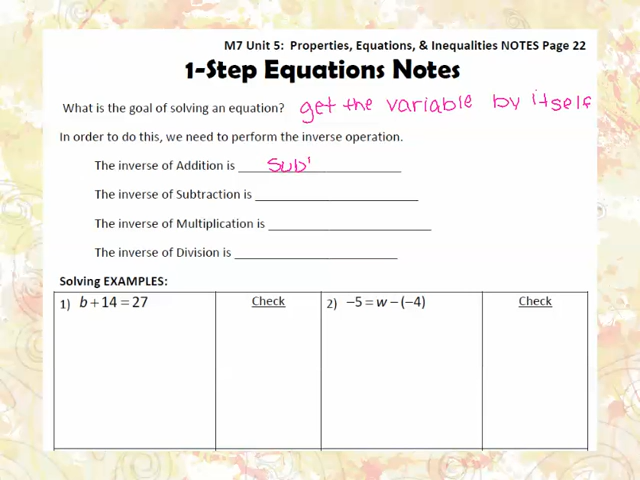 M7 Unit 5: Properties, Equations, & Inequalities NOTES Page 22
1-Step Equations Notes
What is the goal of solving an equation? get the variable by itself
In order to do this, we need to perform the inverse operation.
The inverse of Addition is Sub
The inverse of Subtraction is
The inverse of Multiplication is
The inverse of Division is
Solving EXAMPLES:
1) b+14=27 Check 2) −5=w−(−4) Check